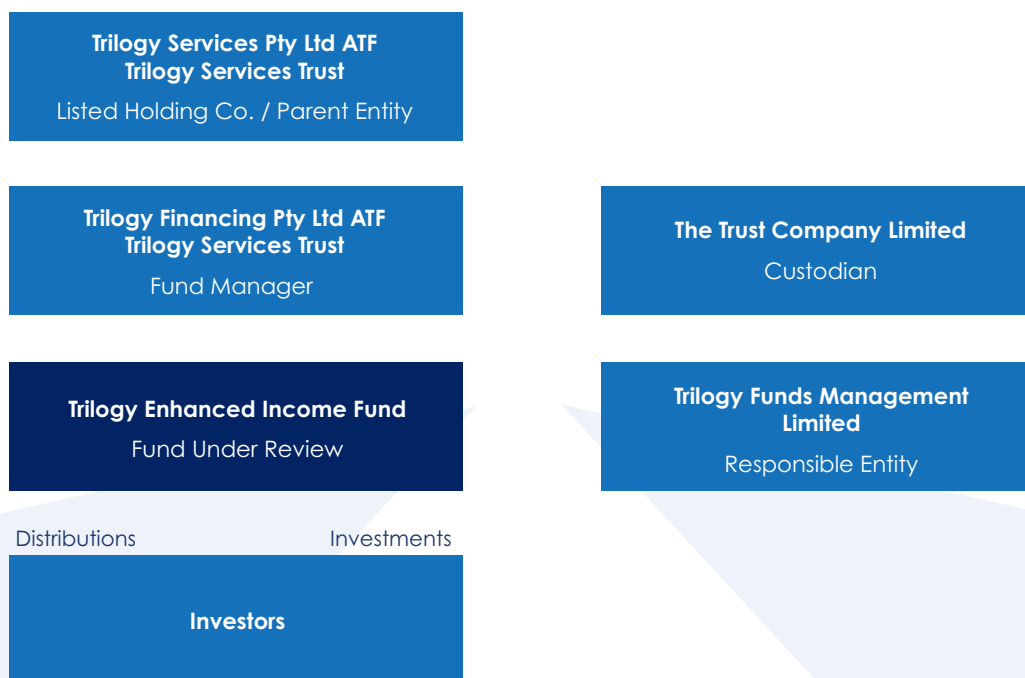 Trilogy Services Pty Ltd ATF
Trilogy Services Trust
Listed Holding Co. / Parent Entity
Trilogy Financing Pty Ltd ATF
Trilogy Services Trust
Fund Manager
The Trust Company Limited
Custodian
Trilogy Enhanced Income Fund
Fund Under Review
Trilogy Funds Management
Limited
Responsible Entity
Distributions
Investments
Investors